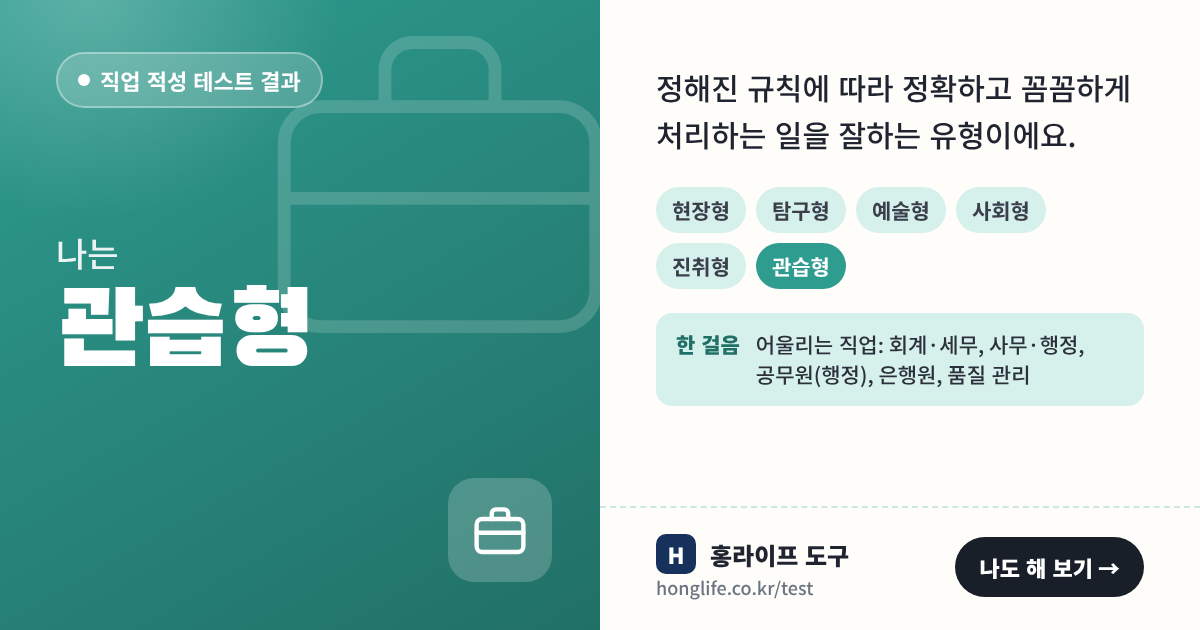 직업 적성 테스트 결과
나는
관습형
정해진 규칙에 따라 정확하고 꼼꼼하게
처리하는 일을 잘하는 유형이에요.
현장형 탐구형 예술형 사회형
진취형 관습형
한 걸음 어울리는 직업: 회계·세무, 사무·행정,
공무원(행정), 은행원, 품질 관리
H 홍라이프 도구
honglife.co.kr/test
나도 해 보기 →